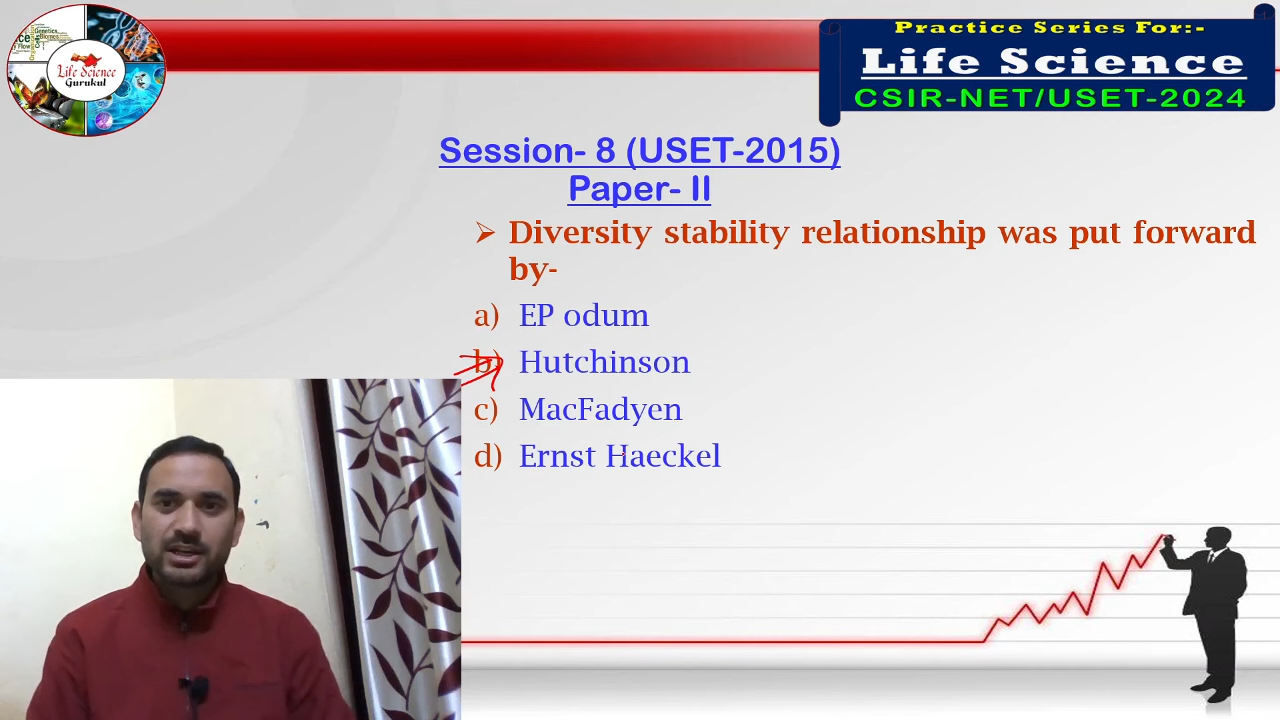 Life Science
Gurukul
Practice Series For:-
Life Science
CSIR-NET/USET-2024
Session- 8 (USET-2015)
Paper- II
Diversity stability relationship was put forward
by-
a) EP odum
b) Hutchinson
c) MacFadyen
d) Ernst Haeckel